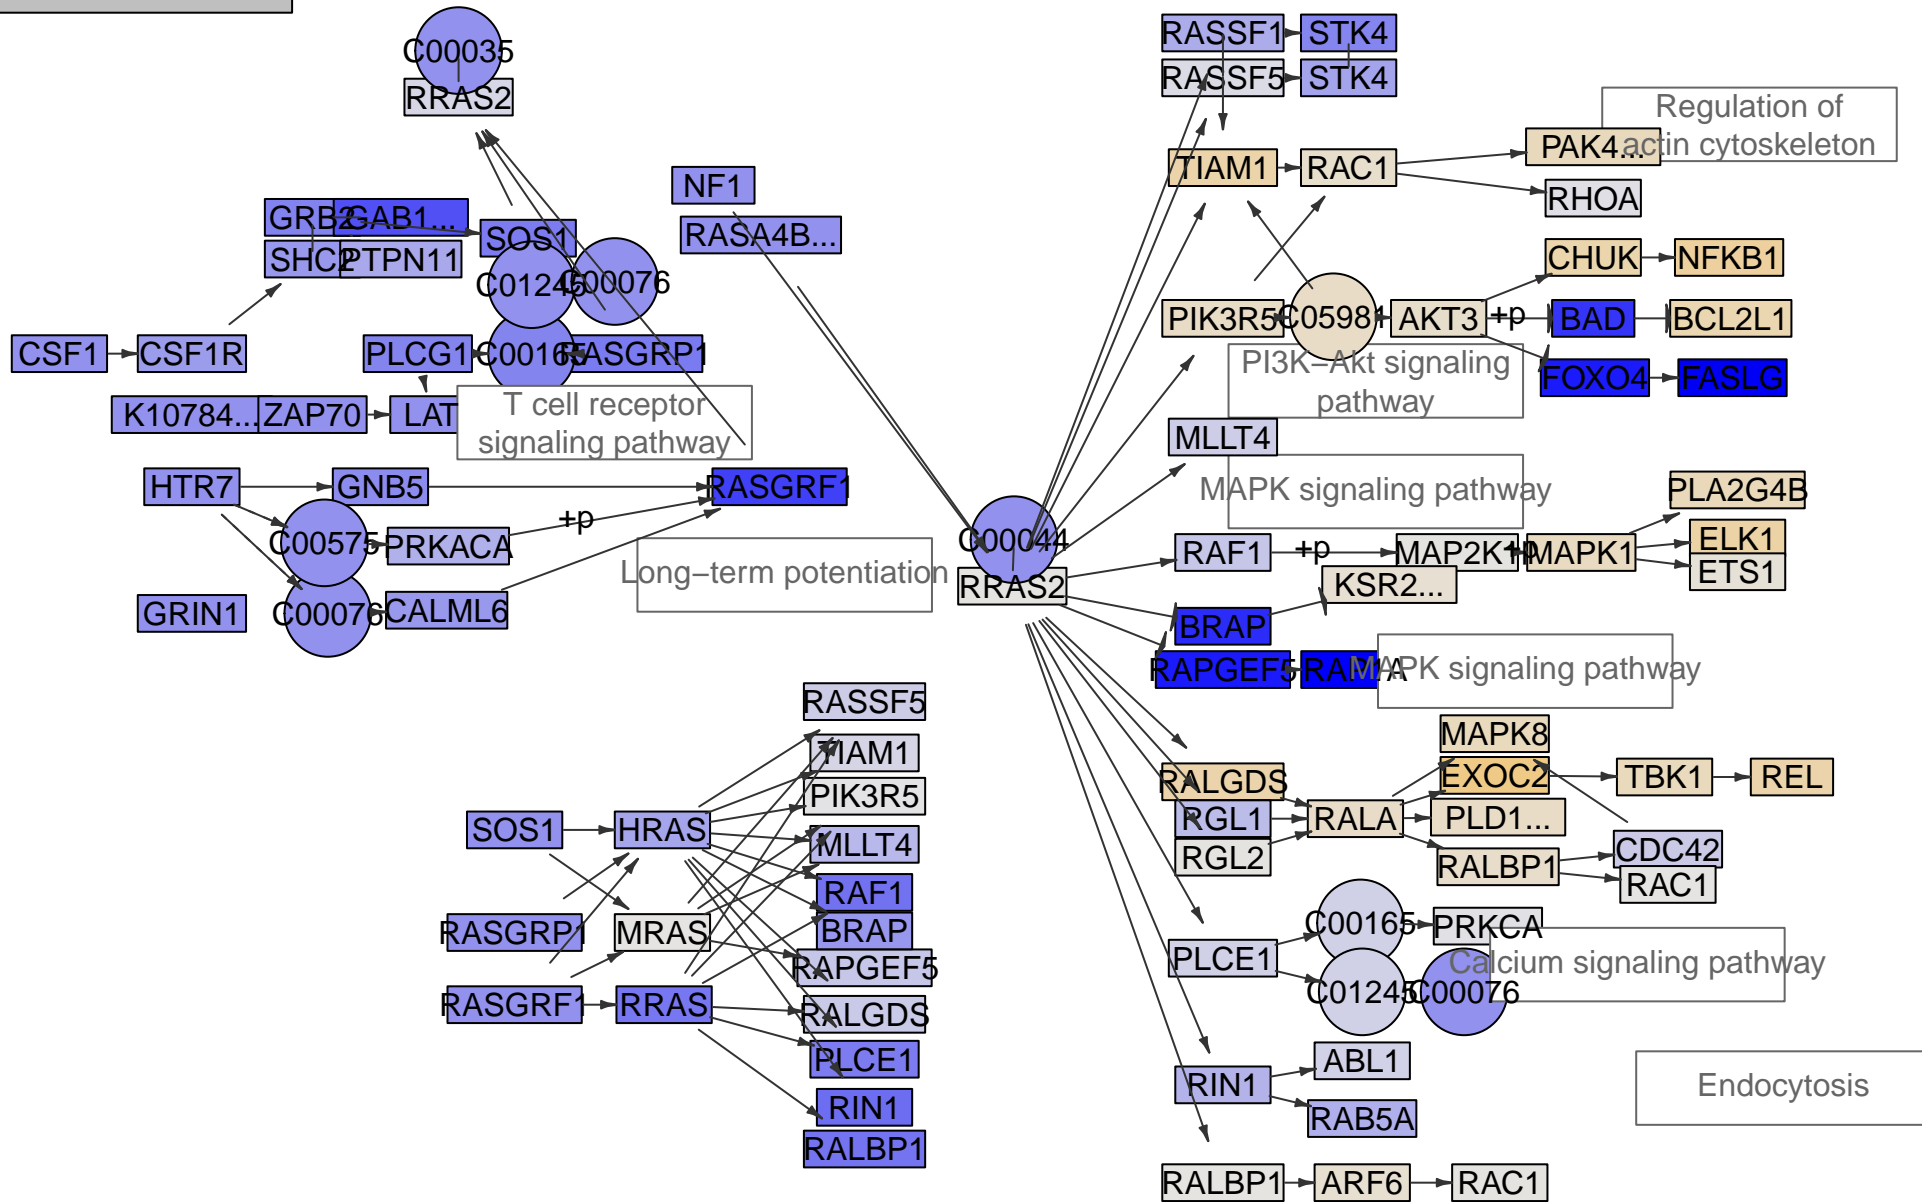 C00035
RRAS2
NF1
RASA4B...
GRB2
GAB1...
SHC2
PTPN11
SOS1
C01245
C00076
CSF1
CSF1R
PLCG1
C00165
RASGRP1
K10784...
ZAP70
LAT
T cell receptor
signaling pathway
HTR7
GNB5
RASGRF1
C00575
PRKACA
+p
GRIN1
C00076
CALML6
Long−term potentiation
C00044
RRAS2
RASSF1
STK4
RASSF5
STK4
Regulation of
actin cytoskeleton
TIAM1
RAC1
PAK4...
RHOA
CHUK
NFKB1
PIK3R5
C05981
AKT3
+p
BAD
BCL2L1
PI3K−Akt signaling
pathway
FOXO4
FASLG
MLLT4
MAPK signaling pathway
PLA2G4B
RAF1
+p
MAP2K1
+p
MAPK1
ELK1
ETS1
KSR2...
BRAP
RAPGEF5
RAP1A
MAPK signaling pathway
MAPK8
RALGDS
EXOC2
TBK1
REL
RGL1
RALA
PLD1...
RGL2
RALBP1
CDC42
RAC1
PLCE1
C00165
PRKCA
Calcium signaling pathway
C01245
C00076
RIN1
ABL1
RAB5A
Endocytosis
RALBP1
ARF6
RAC1
RASSF5
TIAM1
PIK3R5
SOS1
HRAS
MLLT4
RAF1
RASGRP1
MRAS
BRAP
RAPGEF5
RASGRF1
RRAS
RALGDS
PLCE1
RIN1
RALBP1